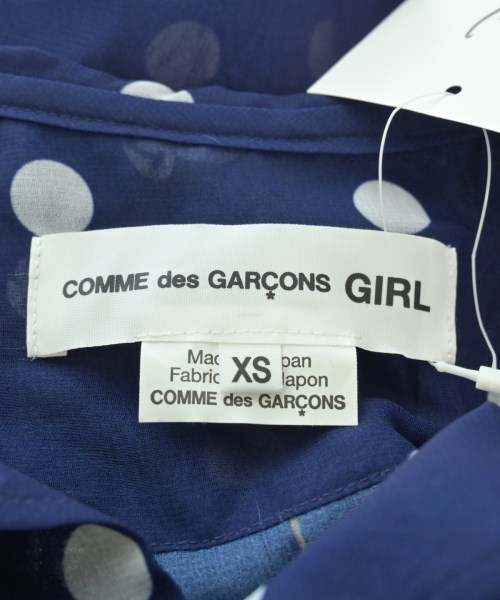 COMME des GARÇONS GIRL
XS
Fabric Japon
COMME des GARÇONS